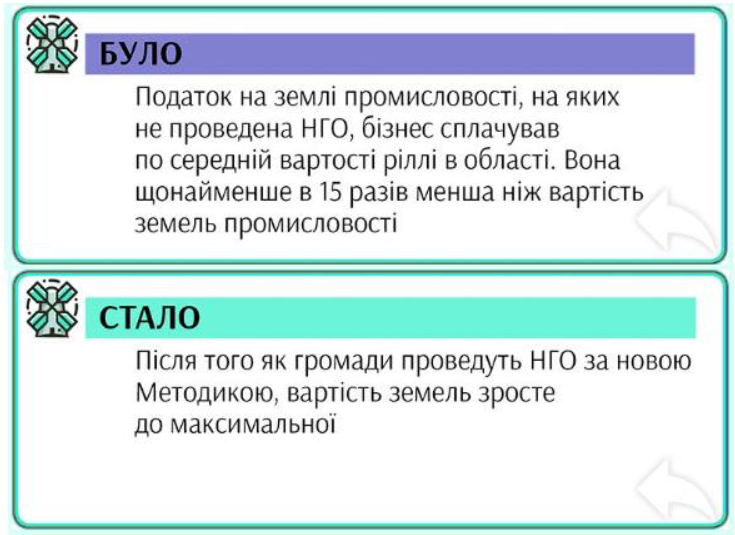 БУЛО
Податок на землі промисловості, на яких
не проведена НГО, бізнес сплачував
по середній вартості ріллі в області. Вона
щонайменше в 15 разів менша ніж вартість
земель промисловості
СТАЛО
Після того як громади проведуть НГО за новою
Методикою, вартість земель зросте
до максимальної